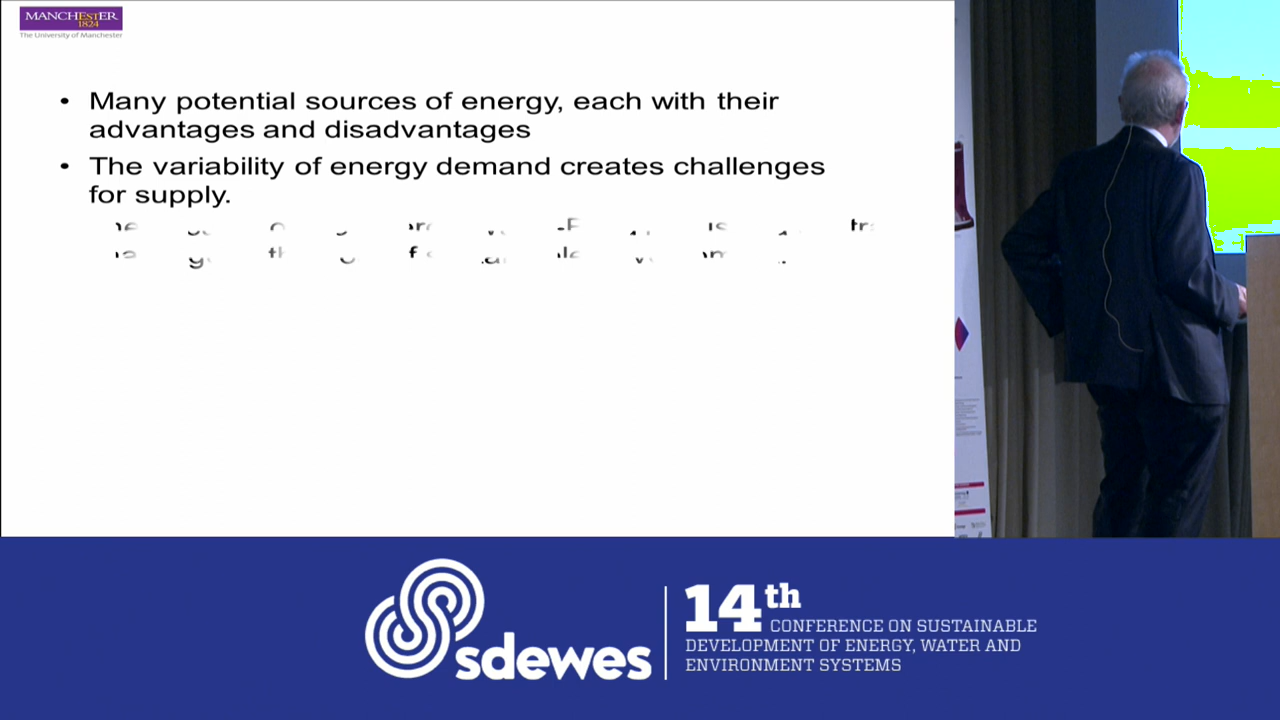 MANCHESTER
1824
The University of Manchester
• Many potential sources of energy, each with their
advantages and disadvantages
• The variability of energy demand creates challenges
for supply.
sdewes
14th
CONFERENCE ON SUSTAINABLE
DEVELOPMENT OF ENERGY, WATER AND
ENVIRONMENT SYSTEMS